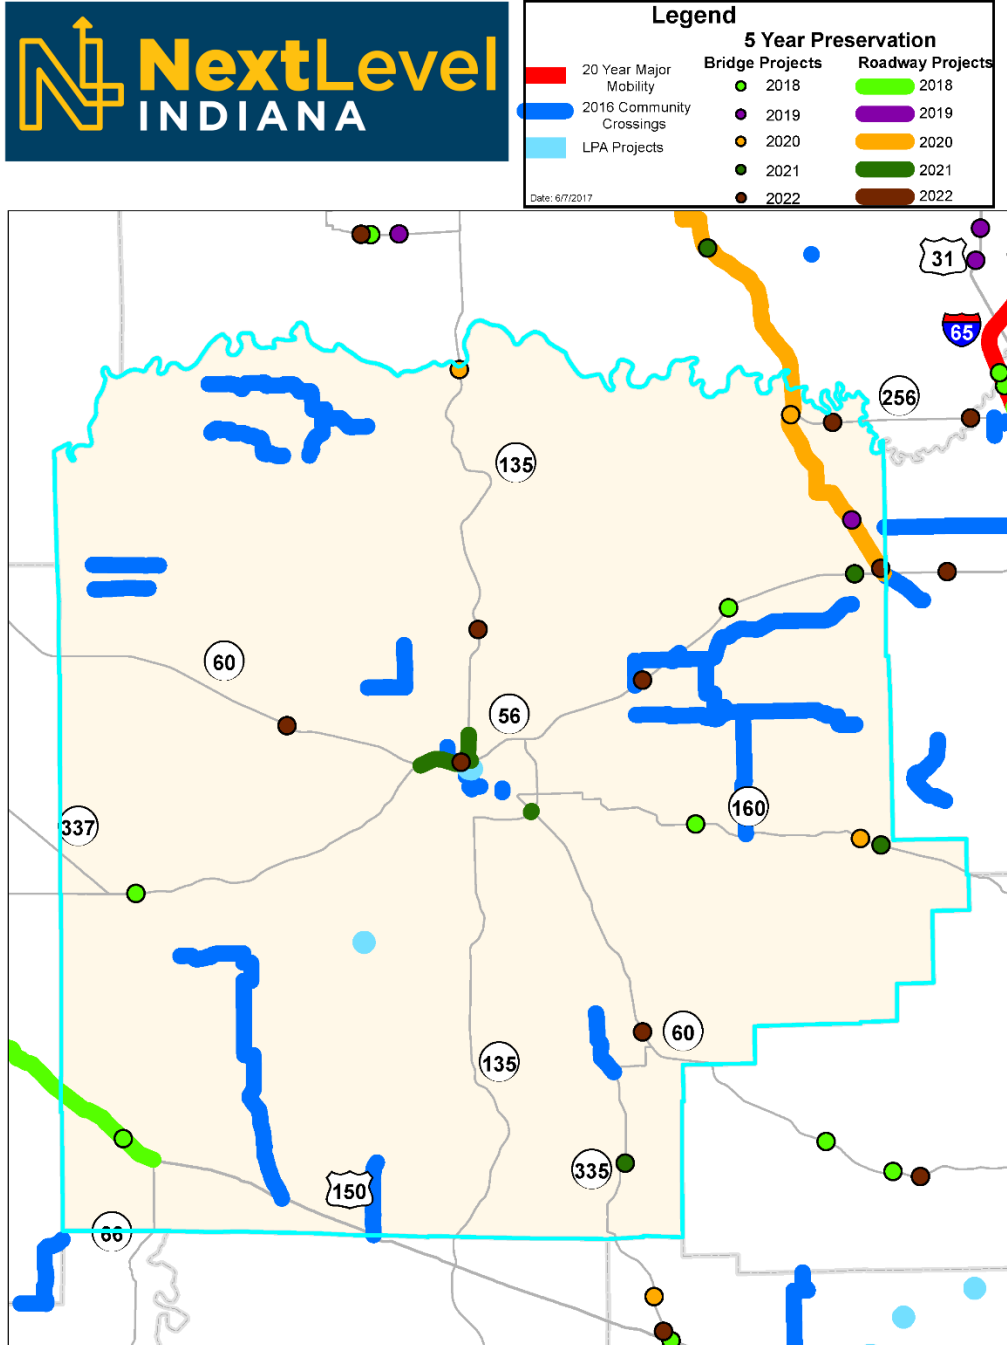 NextLevel
INDIANA
Legend
5 Year Preservation
Bridge Projects
Roadway Projects
20 Year Major
Mobility
2016 Community
Crossings
LPA Projects
2018
2019
2020
2021
2022
2018
2019
2020
2021
2022
Date: 6/7/2017
31
65
256
135
60
56
160
337
135
60
335
150
66